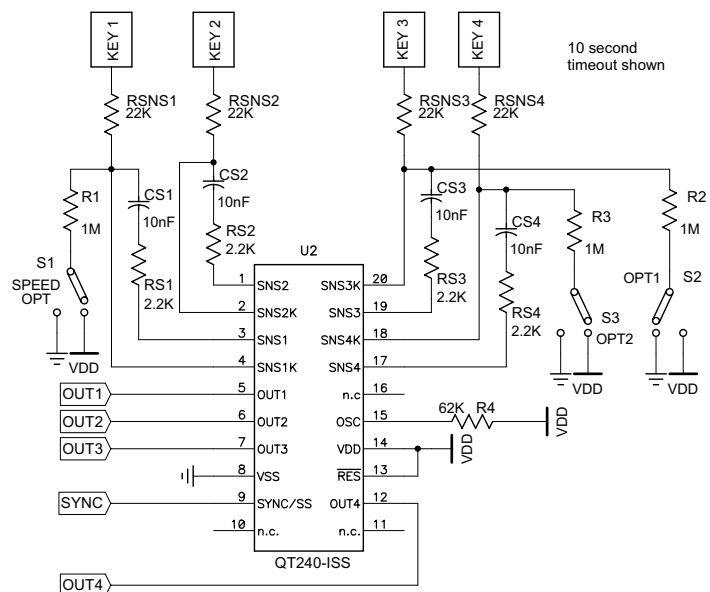 KEY 1
KEY 2
KEY 3
KEY 4
10 second
timeout shown
RSNS1
22K
RSNS2
22K
RSNS3
22K
RSNS4
22K
R1
1M
CS1
10nF
CS2
10nF
CS3
10nF
CS4
10nF
R3
1M
R2
1M
RS2
2.2K
RS1
2.2K
RS3
2.2K
RS4
2.2K
S1
SPEED
OPT
VDD
U2
OPT1
S2
S3
OPT2
VDD
VDD
1 SNS2
2 SNS2K
3 SNS1
4 SNS1K
5 OUT1
6 OUT2
7 OUT3
8 VSS
9 SYNC/SS
10 n.c.
SNS3K 20
SNS3 19
SNS4K 18
SNS4 17
n.c 16
OSC 15
VDD 14
RES 13
OUT4 12
n.c. 11
62K R4
VDD
VDD
OUT1
OUT2
OUT3
SYNC
OUT4
QT240-ISS